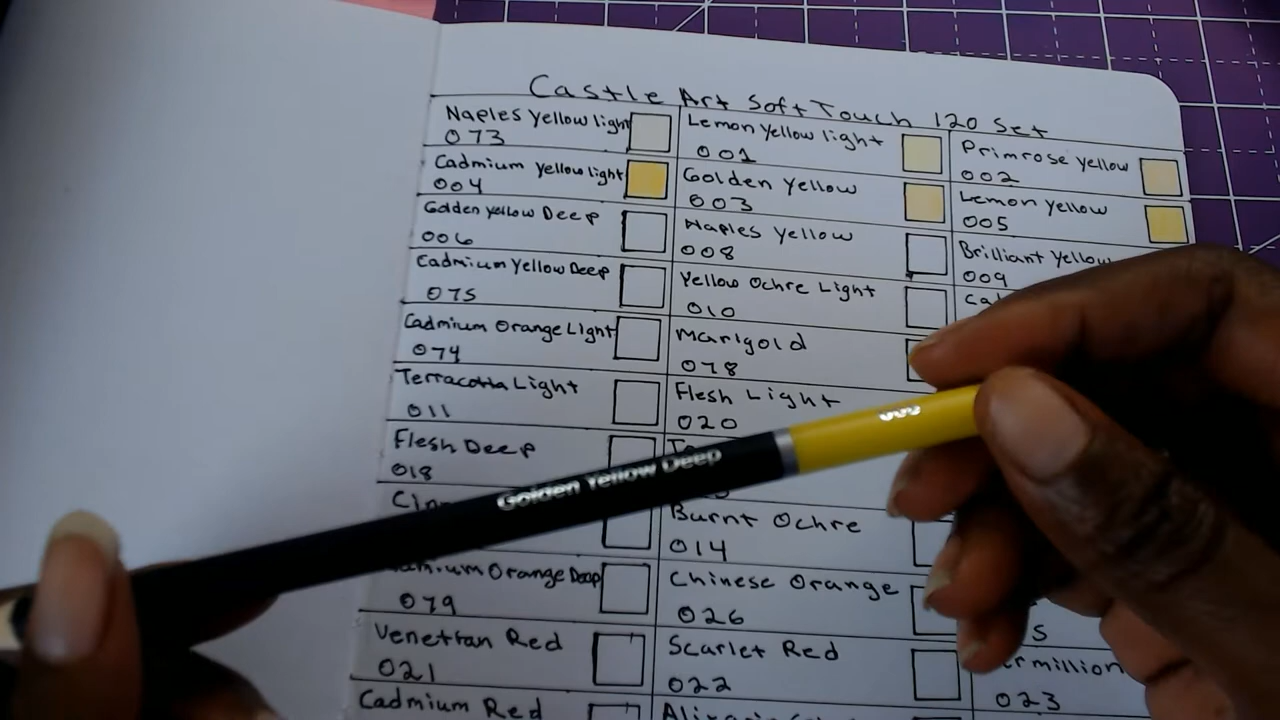 Castle Art Soft Touch 120 Set
Naples Yellow light
073
Lemon Yellow light
001
Primrose Yellow
002
Cadmium Yellow light
004
Golden Yellow
003
Lemon Yellow
005
Golden Yellow Deep
006
Naples Yellow
008
Brilliant Yellow
009
Cadmium Yellow Deep
075
Yellow Ochre Light
010
Cadmium Orange Light
074
Marigold
078
Terracotta Light
011
Flesh Light
020
Flesh Deep
018
Golden Yellow Deep
Burnt Ochre
014
Orange Deep
079
Chinese Orange
026
Venetian Red
021
Scarlet Red
022
023
Cadmium Red